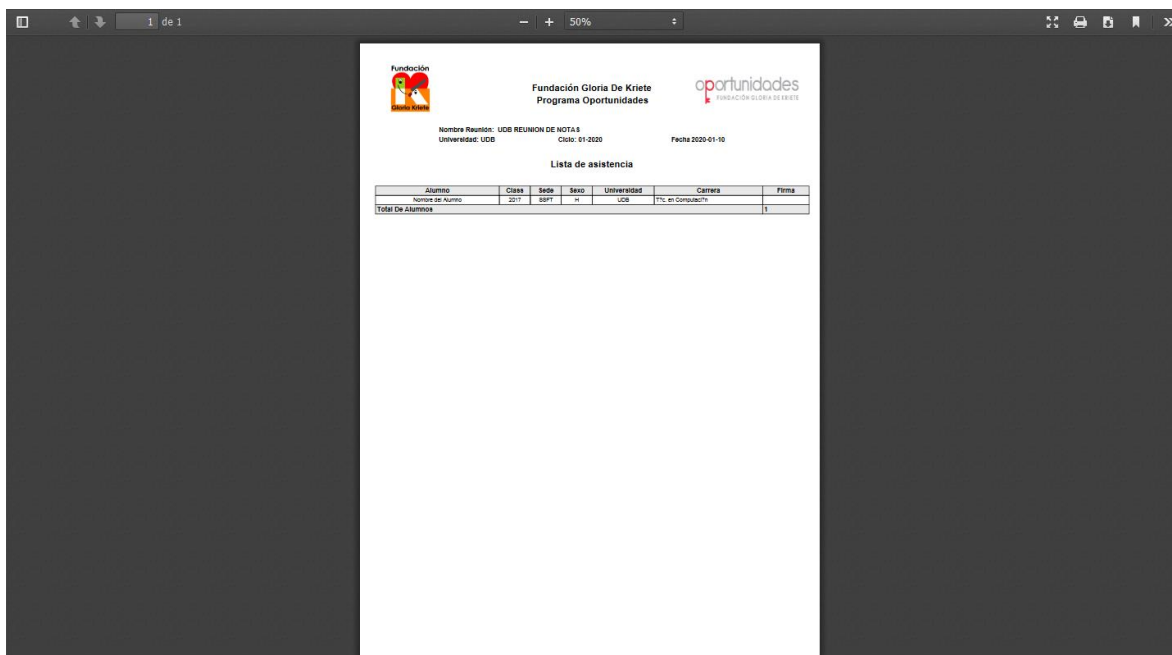 1 de 1
50%
Fundación
Gloria Kriete
Fundación Gloria De Kriete
Programa Oportunidades
oportunidades
FUNDACIÓN GLORIA DE KRIETE
Nombre Reunión: UDB REUNION DE NOTAS
Universidad: UDB Ciclo: 01-2020 Fecha 2020-01-10
Lista de asistencia
Alumno Class Sede Sexo Universidad Carrera Firma
Nombre del Alumno 2017 SSFT H UDB T?c. en Computaci?n
Total De Alumnos 1